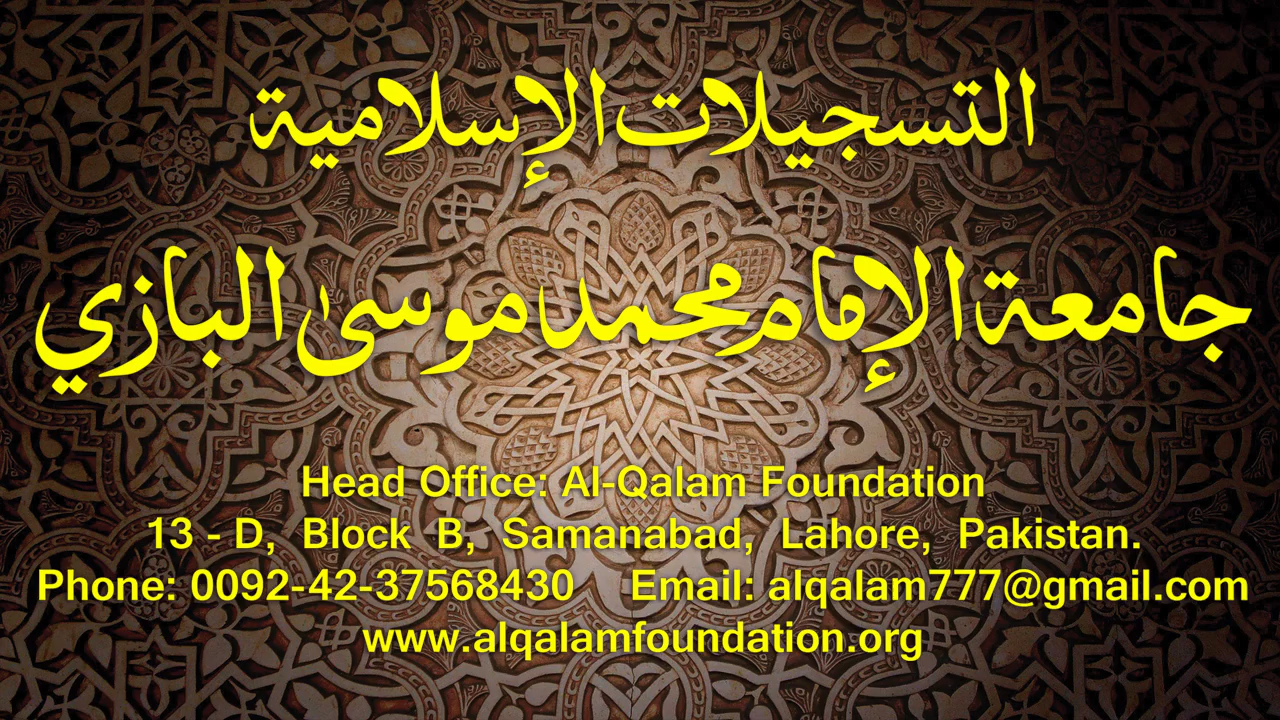 التسجيلات الإسلامية
جامعة الإمام محمد موسىٰ البازي
Head Office: Al-Qalam Foundation
13 - D, Block B, Samanabad, Lahore, Pakistan.
Phone: 0092-42-37568430 Email: alqalam777@gmail.com
www.alqalamfoundation.org